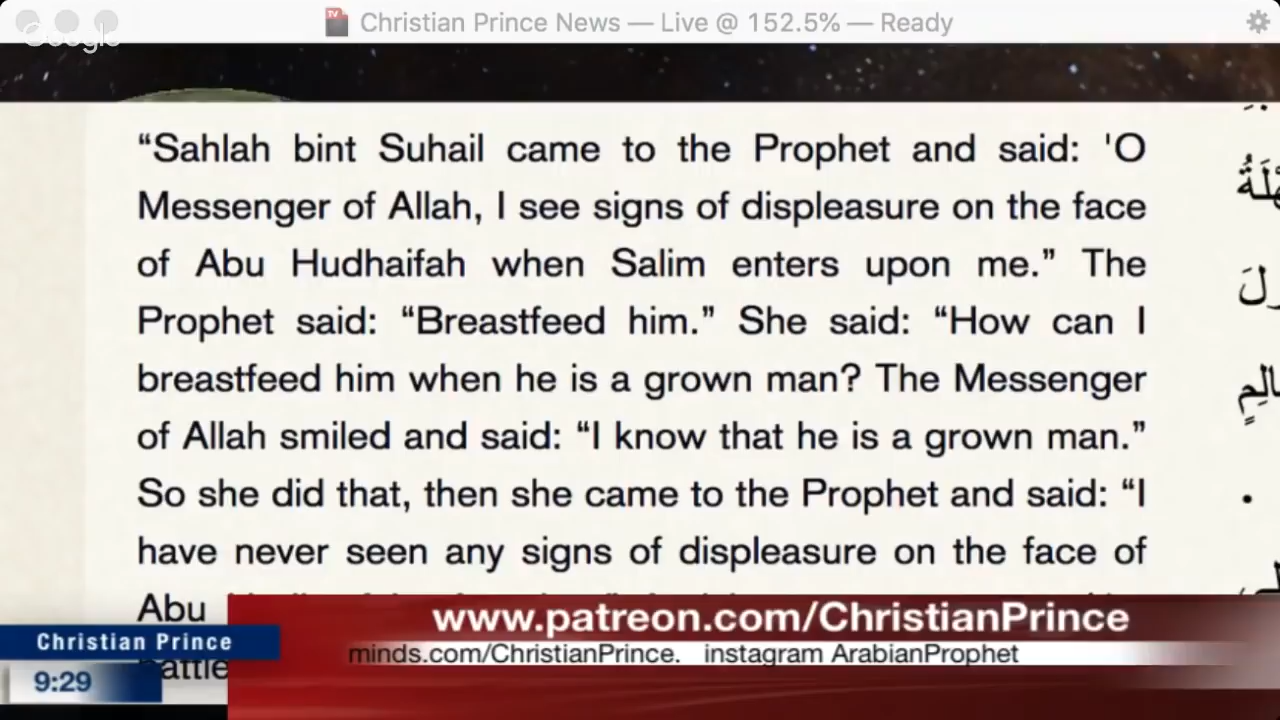 Christian Prince News — Live @ 152.5% — Ready
Google
“Sahlah bint Suhail came to the Prophet and said: 'O
Messenger of Allah, I see signs of displeasure on the face
of Abu Hudhaifah when Salim enters upon me.” The
Prophet said: “Breastfeed him.” She said: “How can I
breastfeed him when he is a grown man? The Messenger
of Allah smiled and said: “I know that he is a grown man.”
So she did that, then she came to the Prophet and said: “I
have never seen any signs of displeasure on the face of
Abu
www.patreon.com/ChristianPrince
Christian Prince
minds.com/ChristianPrince. instagram ArabianProphet
9:29